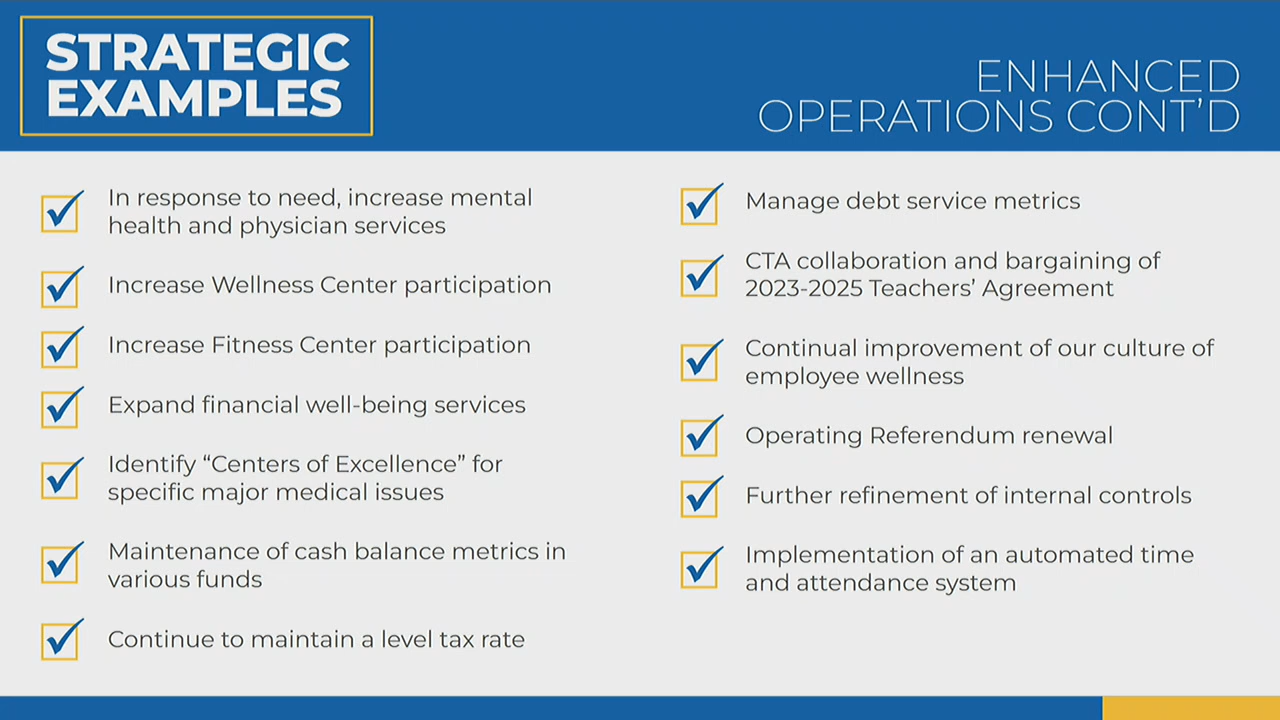 STRATEGIC
EXAMPLES
ENHANCED
OPERATIONS CONT'D
In response to need, increase mental
health and physician services
Increase Wellness Center participation
Increase Fitness Center participation
Expand financial well-being services
Identify “Centers of Excellence” for
specific major medical issues
Maintenance of cash balance metrics in
various funds
Continue to maintain a level tax rate
Manage debt service metrics
CTA collaboration and bargaining of
2023-2025 Teachers’ Agreement
Continual improvement of our culture of
employee wellness
Operating Referendum renewal
Further refinement of internal controls
Implementation of an automated time
and attendance system